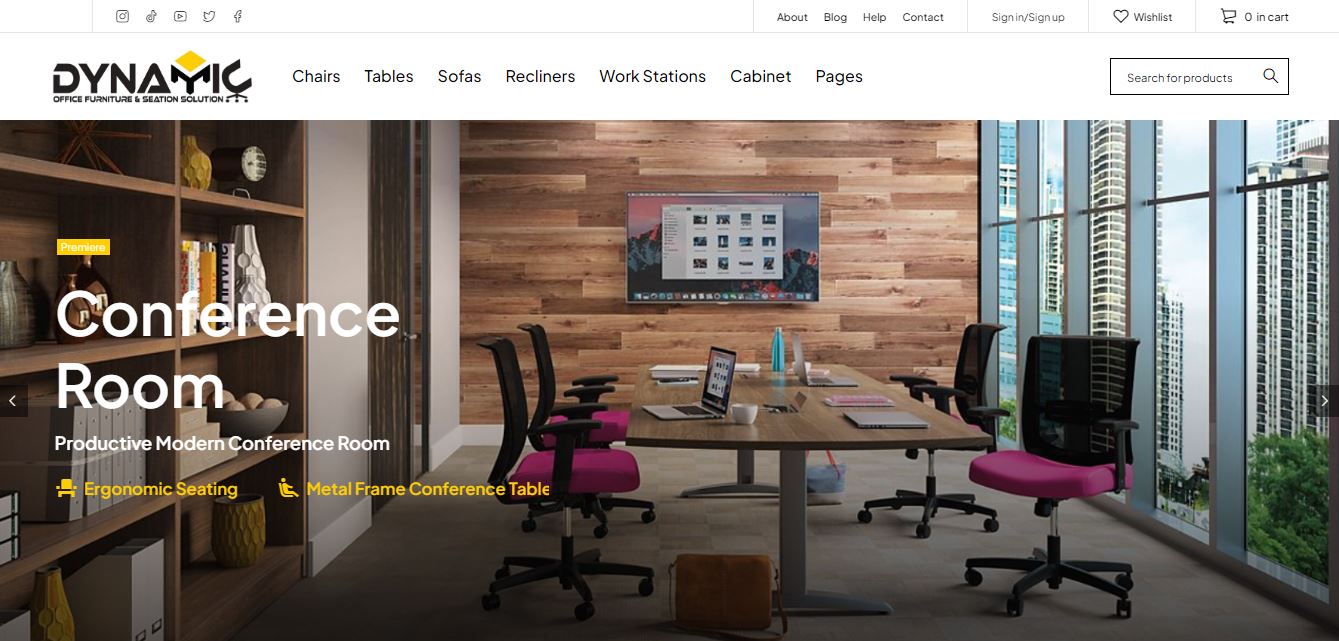 About Blog Help Contact Sign in/Sign up Wishlist 0 in cart
DYNAMIC
OFFICE FURNITURE & SEATION SOLUTION
Chairs Tables Sofas Recliners Work Stations Cabinet Pages
Search for products
Premiere
Conference
Room
Productive Modern Conference Room
Ergonomic Seating Metal Frame Conference Table